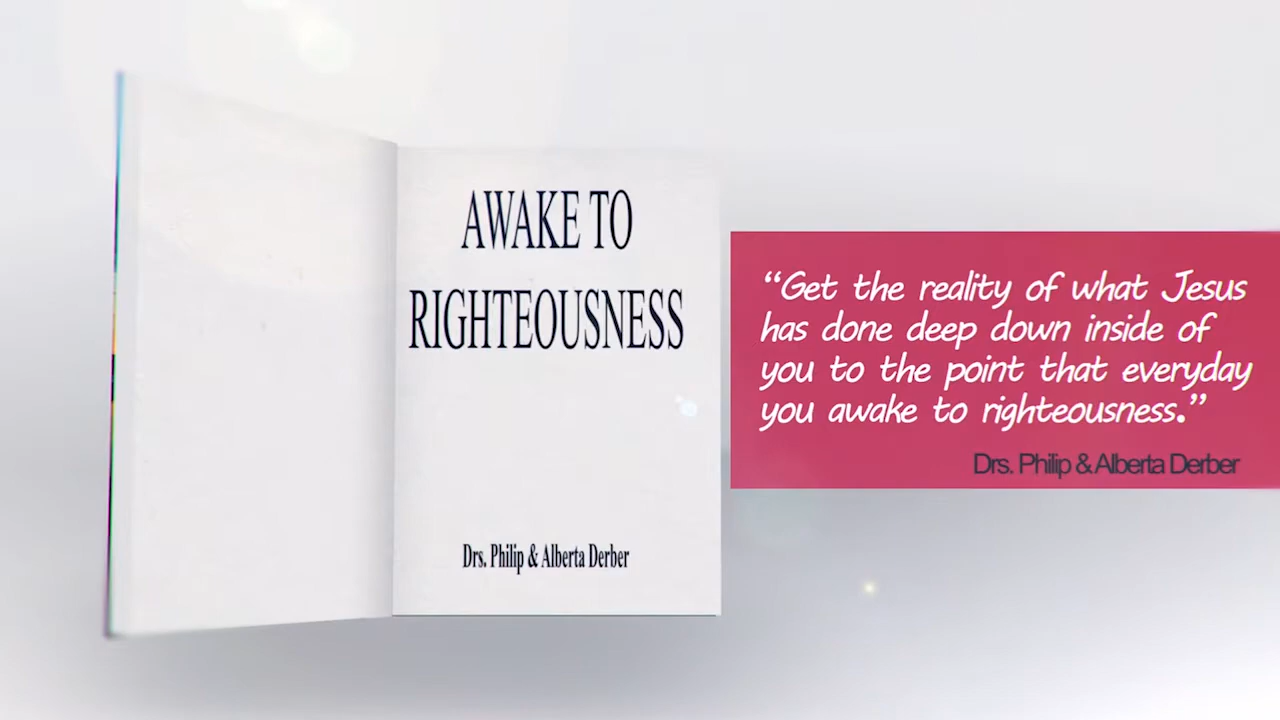 AWAKE TO
RIGHTEOUSNESS
Drs. Philip & Alberta Derber
“Get the reality of what Jesus
has done deep down inside of
you to the point that everyday
you awake to righteousness.”
Drs. Philip & Alberta Derber